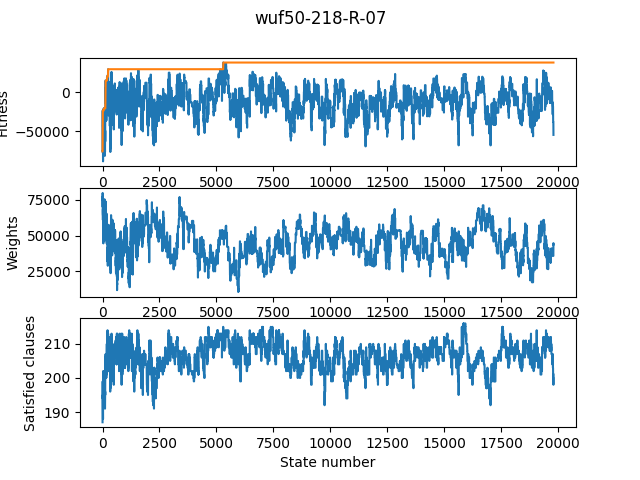 wuf50-218-R-07
0
−50000
Fitness
0 2500 5000 7500 10000 12500 15000 17500 20000
75000
50000
25000
Weights
0 2500 5000 7500 10000 12500 15000 17500 20000
210
200
190
Satisfied clauses
0 2500 5000 7500 10000 12500 15000 17500 20000
State number